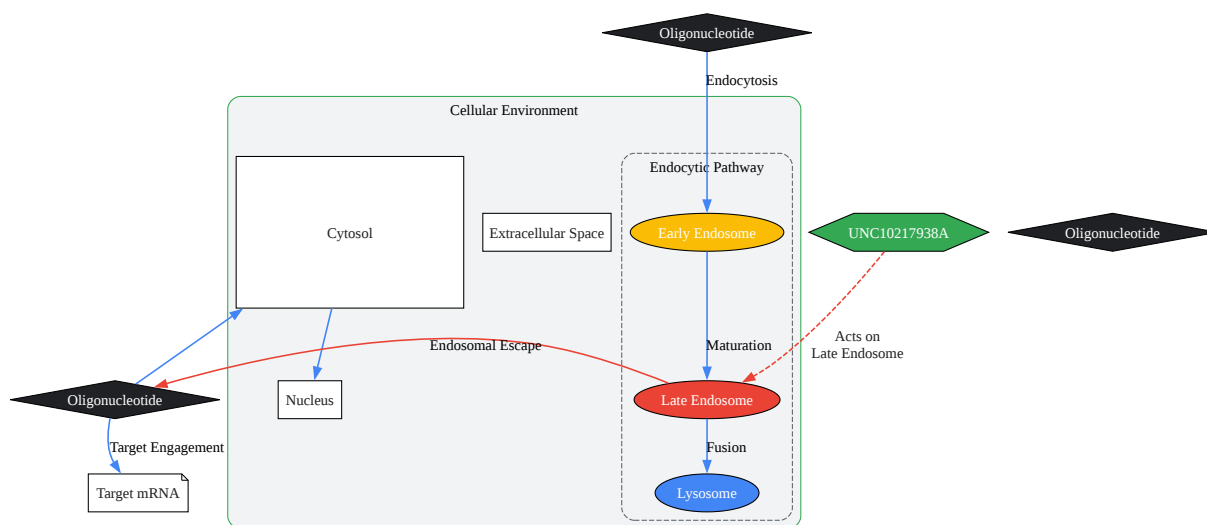 Oligonucleotide
Endocytosis
Cellular Environment
Endocytic Pathway
Cytosol
Extracellular Space
Early Endosome
UNC10217938A
Oligonucleotide
Acts on
Late Endosome
Maturation
Endosomal Escape
Oligonucleotide
Nucleus
Late Endosome
Target Engagement
Fusion
Target mRNA
Lysosome